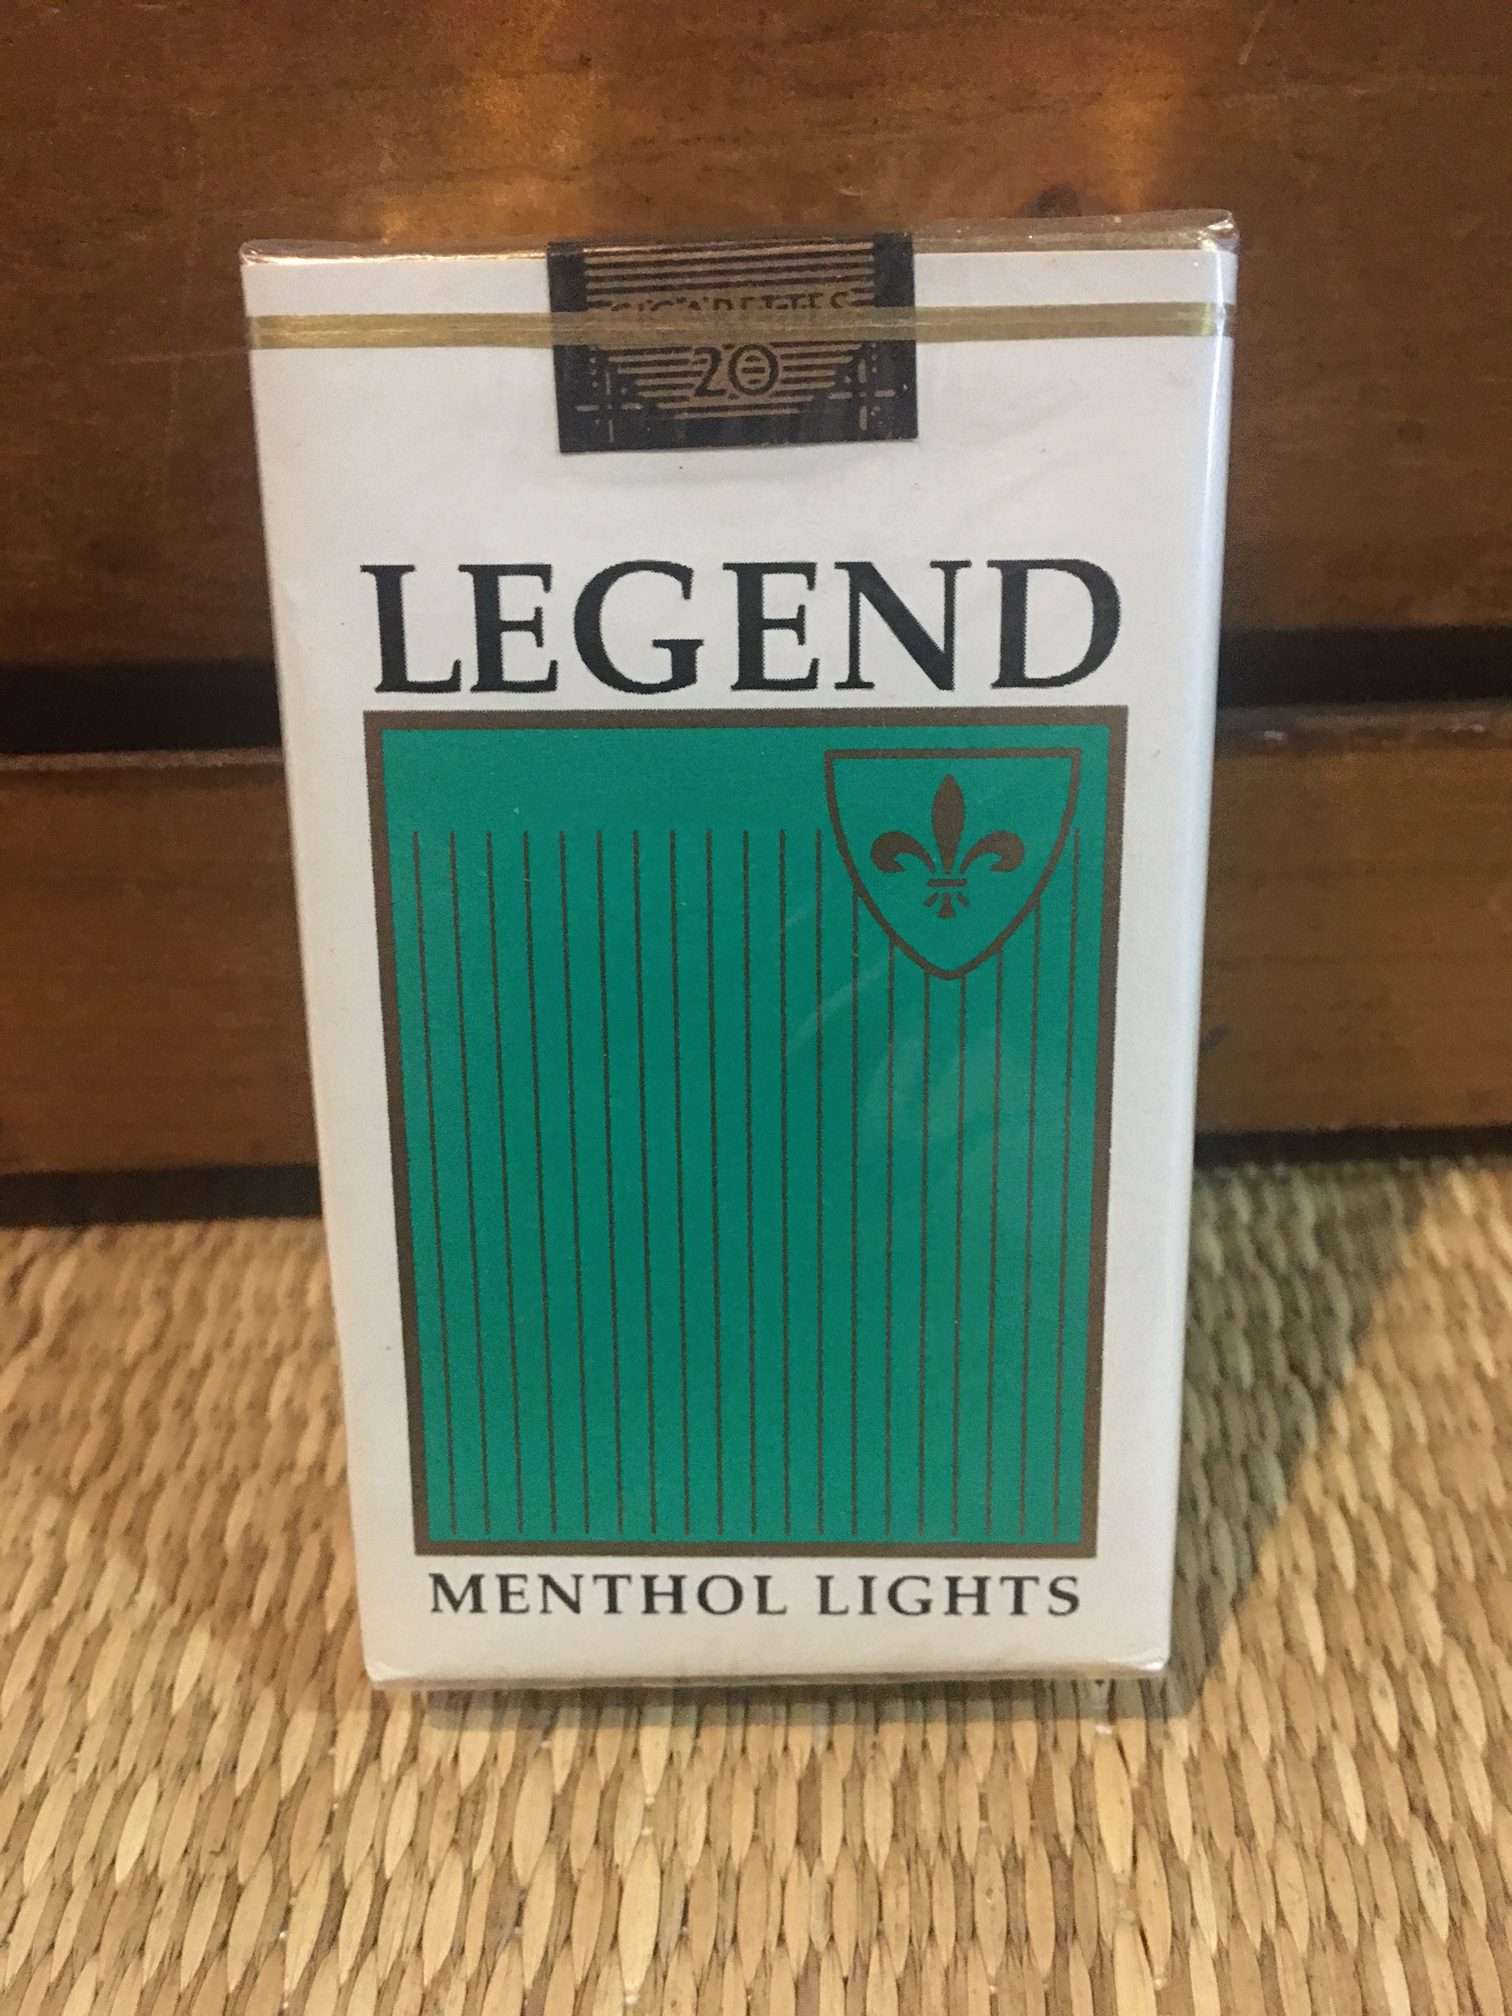 CIGARETTES
20
LEGEND
MENTHOL LIGHTS